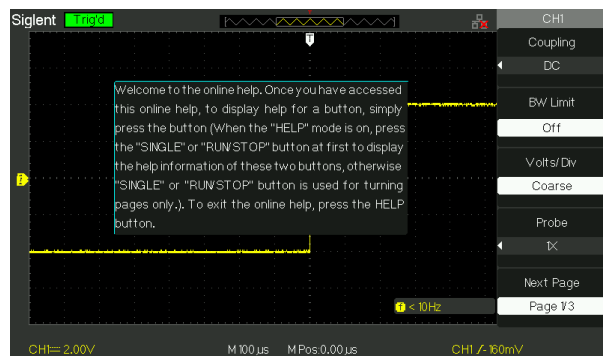 Siglent Trig'd CH1
T
Coupling
DC
Welcome to the online help. Once you have accessed
this online help, to display help for a button, simply
press the button (When the "HELP" mode is on, press
the "SINGLE" or "RUN/STOP" button at first to display
the help information of these two buttons, otherwise
"SINGLE" or "RUN/STOP" button is used for turning
pages only.). To exit the online help, press the HELP
button.
BW Limit
Off
Volts/Div
Coarse
Probe
1X
Next Page
Page 1/3
f < 10Hz
CH1 2.00V M 100µs M Pos:0.00µs CH1 /-160mV